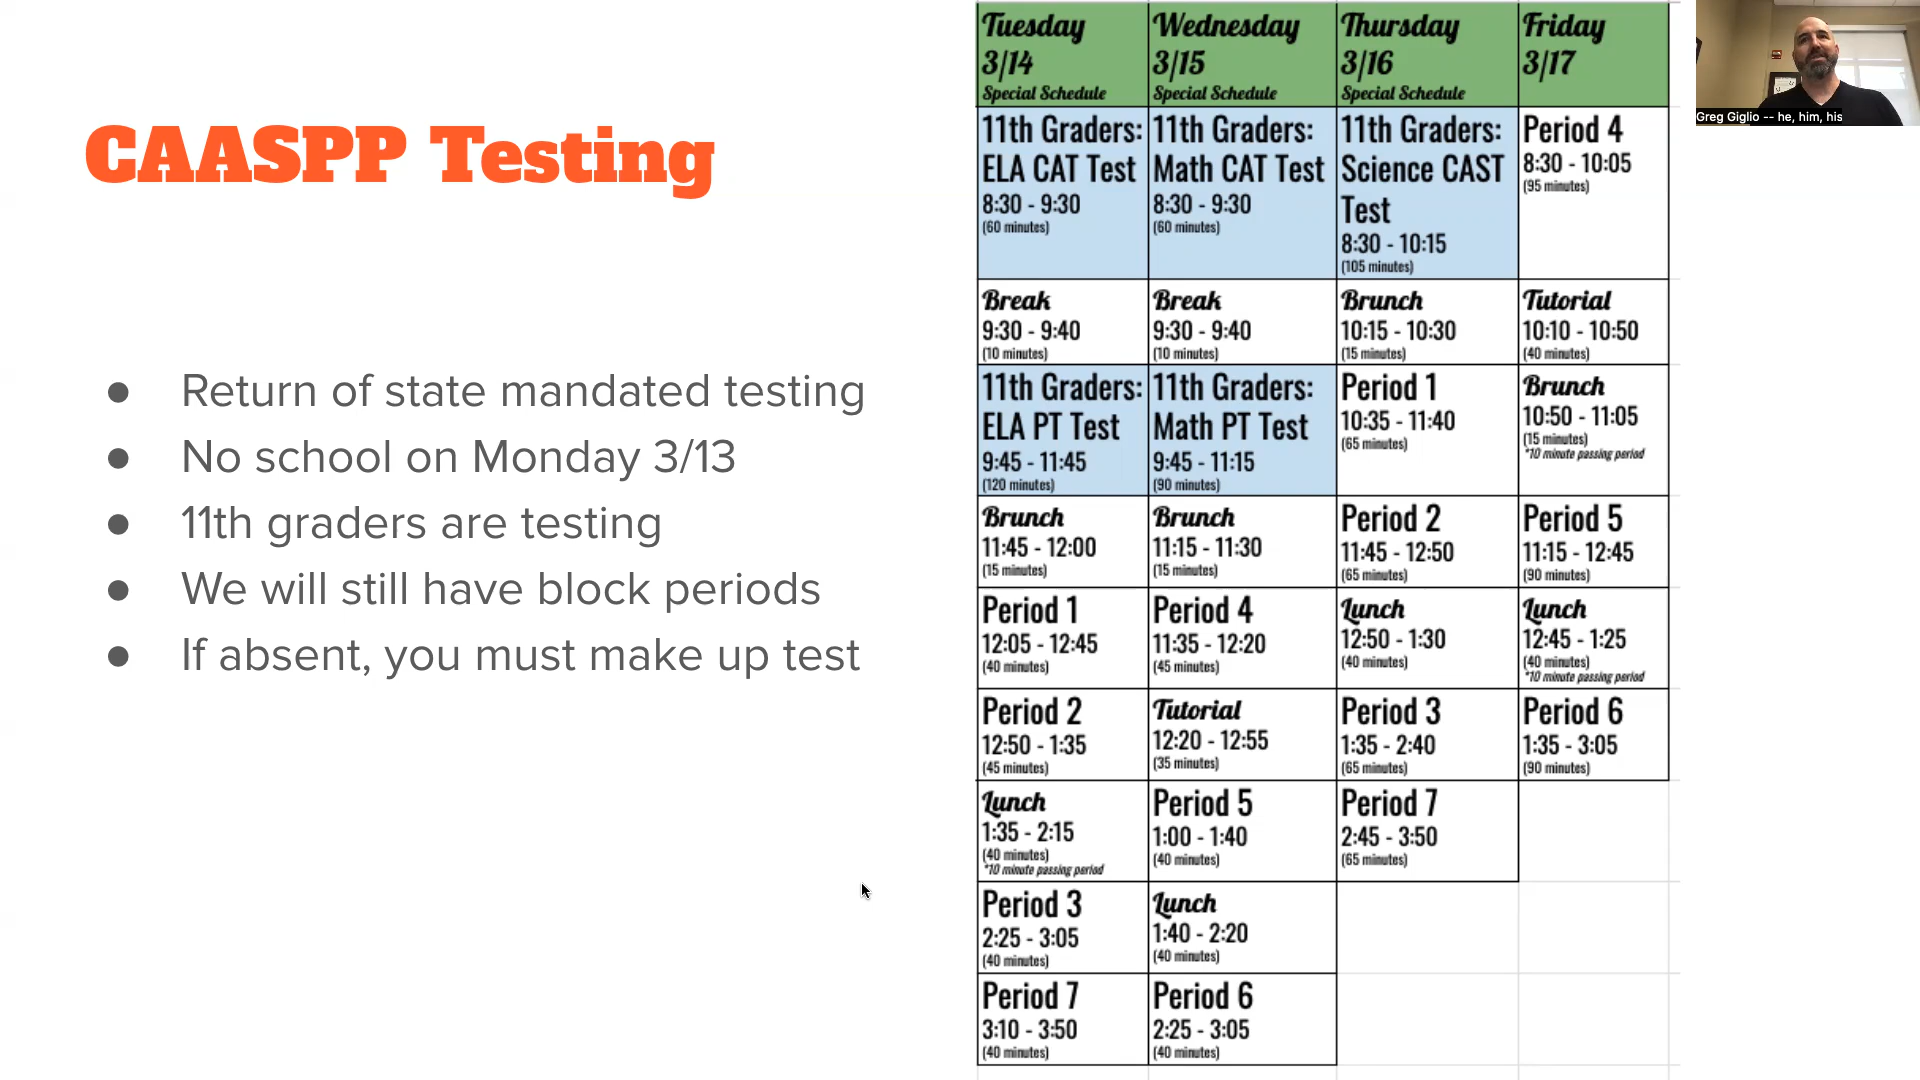 CAASPP Testing
● Return of state mandated testing
● No school on Monday 3/13
● 11th graders are testing
● We will still have block periods
● If absent, you must make up test
Tuesday
3/14
Special Schedule
11th Graders:
ELA CAT Test
8:30 - 9:30
(60 minutes)
Break
9:30 - 9:40
(10 minutes)
11th Graders:
ELA PT Test
9:45 - 11:45
(120 minutes)
Brunch
11:45 - 12:00
(15 minutes)
Period 1
12:05 - 12:45
(40 minutes)
Period 2
12:50 - 1:35
(45 minutes)
Lunch
1:35 - 2:15
(40 minutes)
*10 minute passing period
Period 3
2:25 - 3:05
(40 minutes)
Period 7
3:10 - 3:50
(40 minutes)
Wednesday
3/15
Special Schedule
11th Graders:
Math CAT Test
8:30 - 9:30
(60 minutes)
Break
9:30 - 9:40
(10 minutes)
11th Graders:
Math PT Test
9:45 - 11:15
(90 minutes)
Brunch
11:15 - 11:30
(15 minutes)
Period 4
11:35 - 12:20
(45 minutes)
Tutorial
12:20 - 12:55
(35 minutes)
Period 5
1:00 - 1:40
(40 minutes)
Lunch
1:40 - 2:20
(40 minutes)
Period 6
2:25 - 3:05
(40 minutes)
Thursday
3/16
Special Schedule
11th Graders:
Science CAST
Test
8:30 - 10:15
(105 minutes)
Brunch
10:15 - 10:30
(15 minutes)
Period 1
10:35 - 11:40
(65 minutes)
Period 2
11:45 - 12:50
(65 minutes)
Lunch
12:50 - 1:30
(40 minutes)
Period 3
1:35 - 2:40
(65 minutes)
Period 7
2:45 - 3:50
(65 minutes)
Friday
3/17
Period 4
8:30 - 10:05
(95 minutes)
Tutorial
10:10 - 10:50
(40 minutes)
Brunch
10:50 - 11:05
(15 minutes)
*10 minute passing period
Period 5
11:15 - 12:45
(90 minutes)
Lunch
12:45 - 1:25
(40 minutes)
*10 minute passing period
Period 6
1:35 - 3:05
(90 minutes)
Greg Giglio -- he, him, his